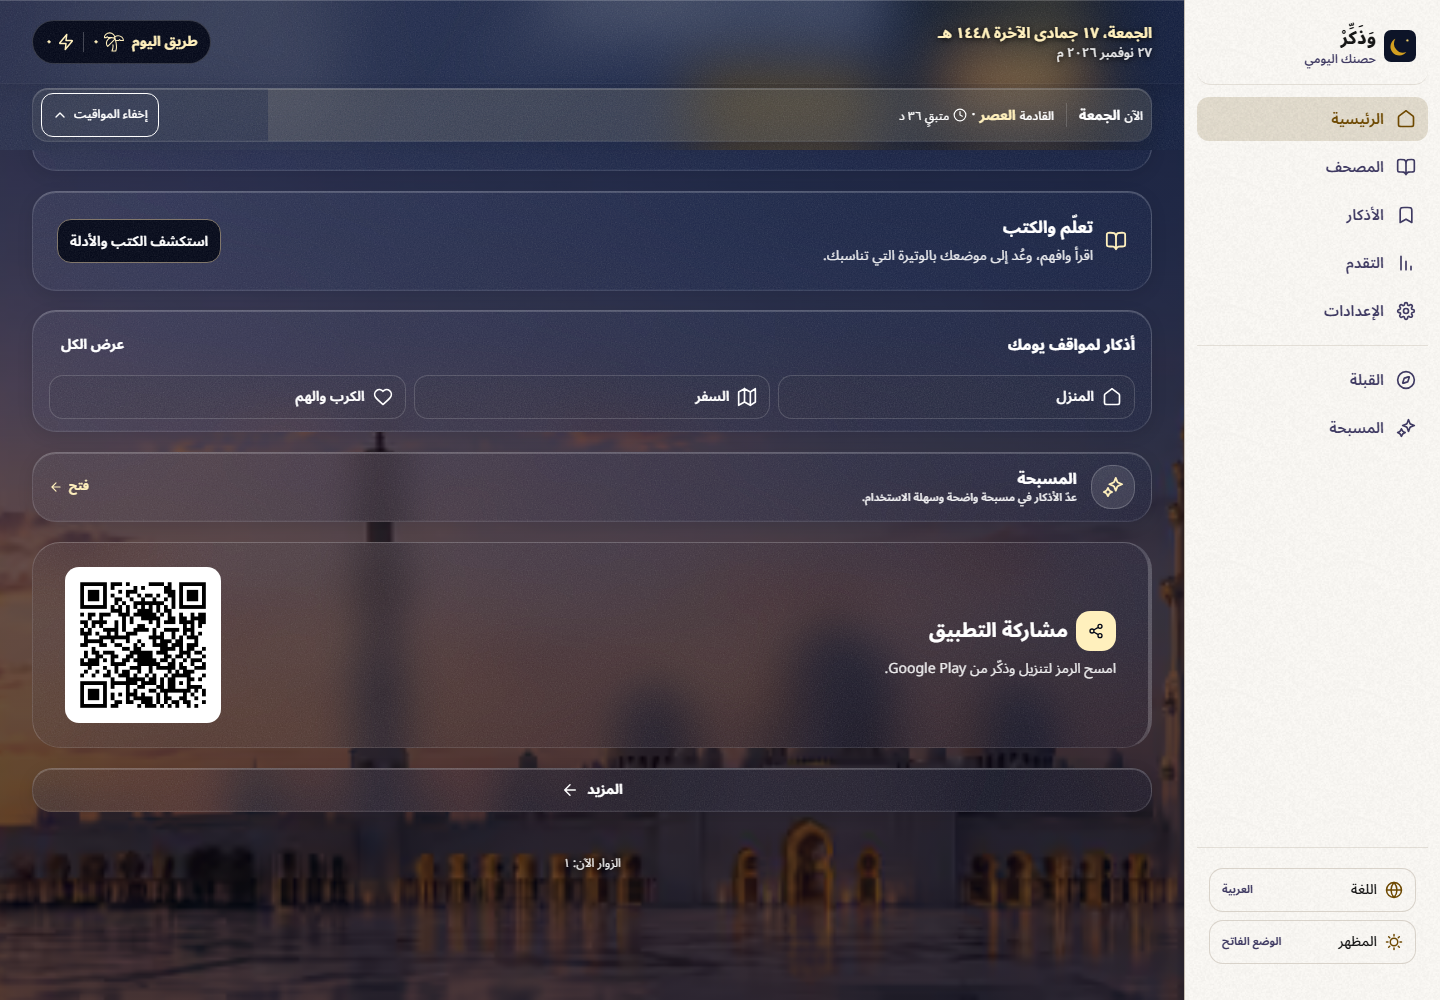 وَذَكِّرْ
حصنك اليومي
الرئيسية
المصحف
الأذكار
التقدم
الإعدادات
القبلة
المسبحة
اللغة العربية
المظهر الوضع الفاتح
الجمعة، ١٧ جمادى الآخرة ١٤٤٨ هـ
٢٧ نوفمبر ٢٠٢٦ م
طريق اليوم ٠ ٠
الآن الجمعة القادمة العصر · متبقٍ ٣٦ د
إخفاء المواقيت
تعلّم والكتب
اقرأ وافهم، وعُد إلى موضعك بالوتيرة التي تناسبك.
استكشف الكتب والأدلة
أذكار لمواقف يومك
عرض الكل
المنزل
السفر
الكرب والهم
المسبحة
عدّ الأذكار في مسبحة واضحة وسهلة الاستخدام.
فتح
مشاركة التطبيق
امسح الرمز لتنزيل وذكّر من Google Play.
المزيد
الزوار الآن: ١